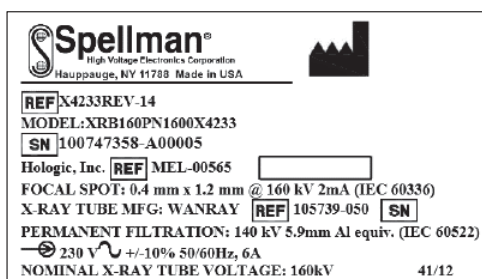 Spellman®
High Voltage Electronics Corporation
Hauppauge, NY 11788 Made in USA
REF X4233REV-14
MODEL:XRB160PN1600X4233
SN 100747358-A00005
Hologic, Inc. REF MEL-00565
FOCAL SPOT: 0.4 mm x 1.2 mm @ 160 kV 2mA (IEC 60336)
X-RAY TUBE MFG: WANRAY REF 105739-050 SN
PERMANENT FILTRATION: 140 kV 5.9mm Al equiv. (IEC 60522)
230 V +/-10% 50/60Hz, 6A
NOMINAL X-RAY TUBE VOLTAGE: 160kV 41/12